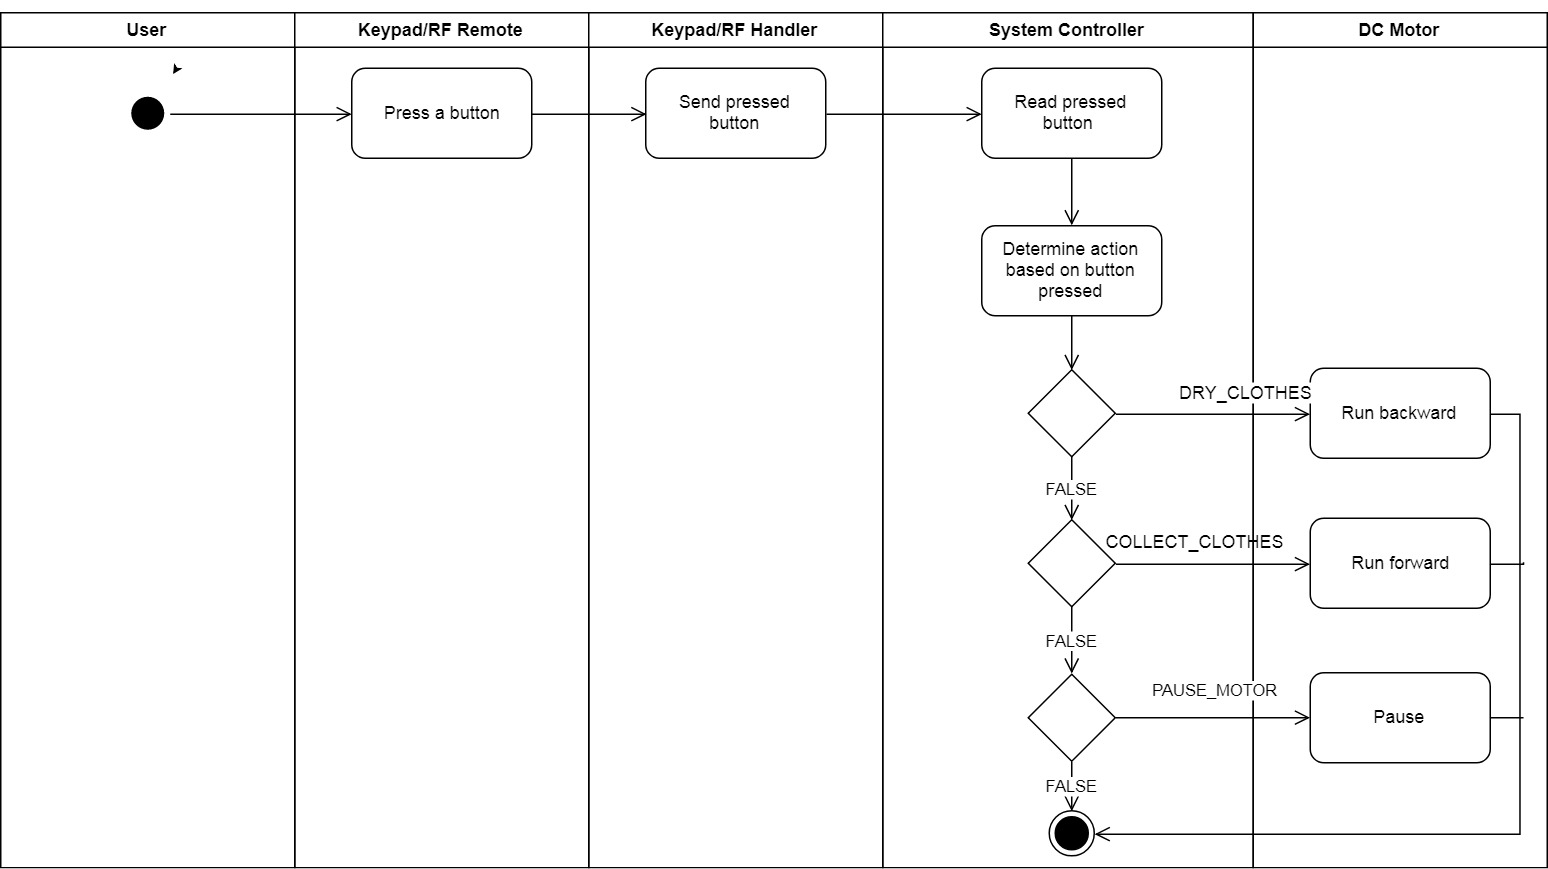 User
Keypad/RF Remote
Keypad/RF Handler
System Controller
DC Motor
Press a button
Send pressed
button
Read pressed
button
Determine action
based on button
pressed
DRY_CLOTHES
Run backward
FALSE
COLLECT_CLOTHES
Run forward
FALSE
PAUSE_MOTOR
Pause
FALSE